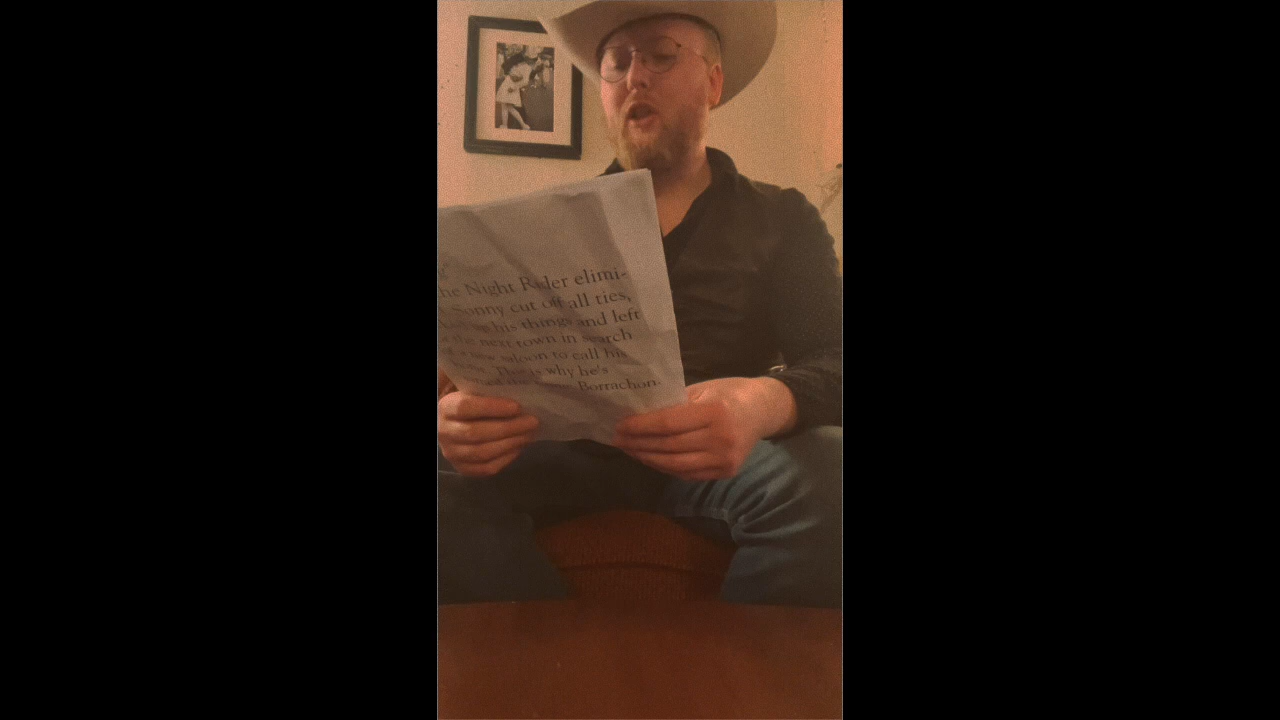 he Night Rider elimi-
Sonny cut off all ties,
his things and left
the next town in search
new saloon to call his
This is why he's
Borrachon.